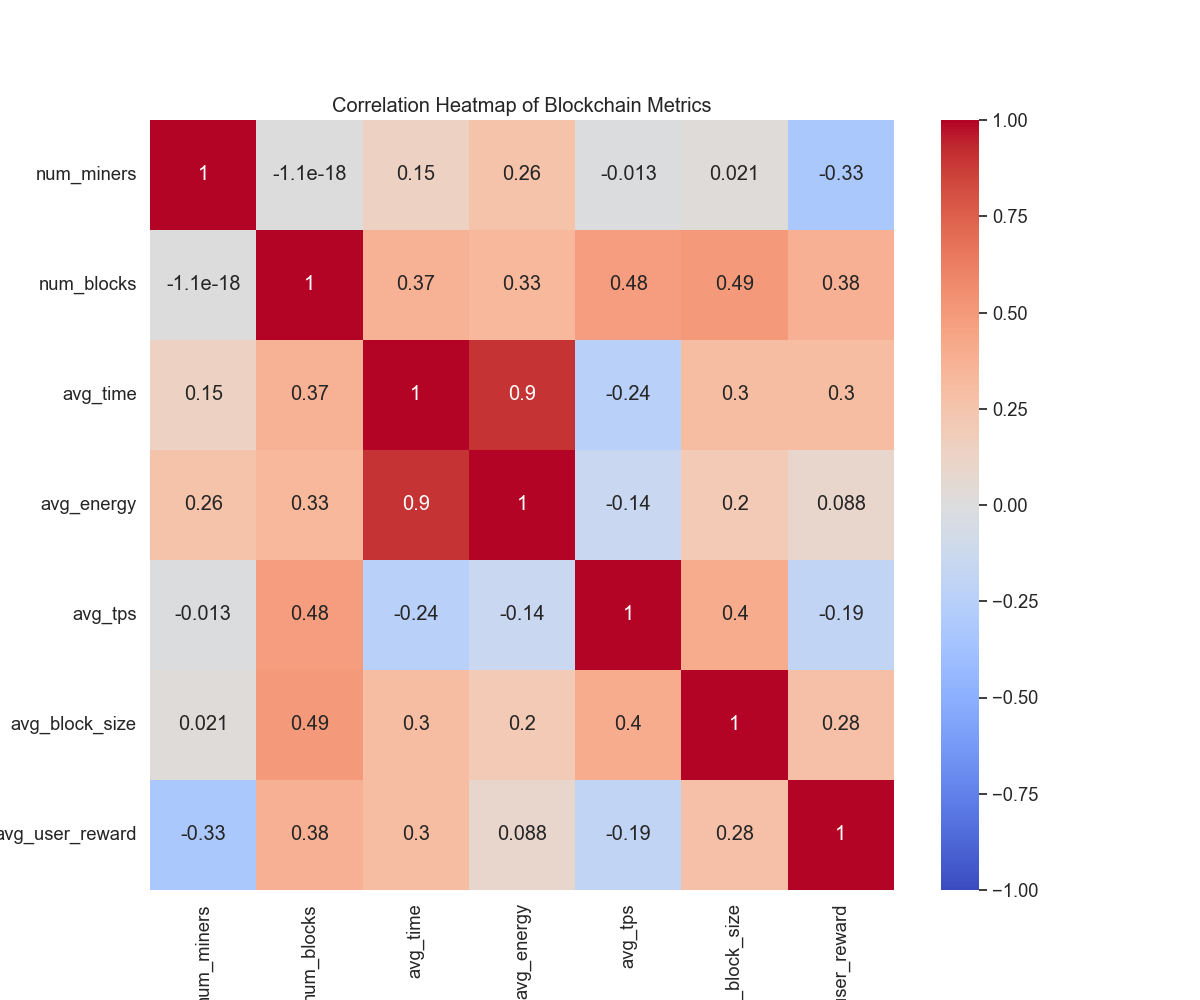 Correlation Heatmap of Blockchain Metrics
num_miners 1 -1.1e-18 0.15 0.26 -0.013 0.021 -0.33
num_blocks -1.1e-18 1 0.37 0.33 0.48 0.49 0.38
avg_time 0.15 0.37 1 0.9 -0.24 0.3 0.3
avg_energy 0.26 0.33 0.9 1 -0.14 0.2 0.088
avg_tps -0.013 0.48 -0.24 -0.14 1 0.4 -0.19
avg_block_size 0.021 0.49 0.3 0.2 0.4 1 0.28
avg_user_reward -0.33 0.38 0.3 0.088 -0.19 0.28 1
num_miners
num_blocks
avg_time
avg_energy
avg_tps
_block_size
user_reward
1.00
0.75
0.50
0.25
0.00
−0.25
−0.50
−0.75
−1.00